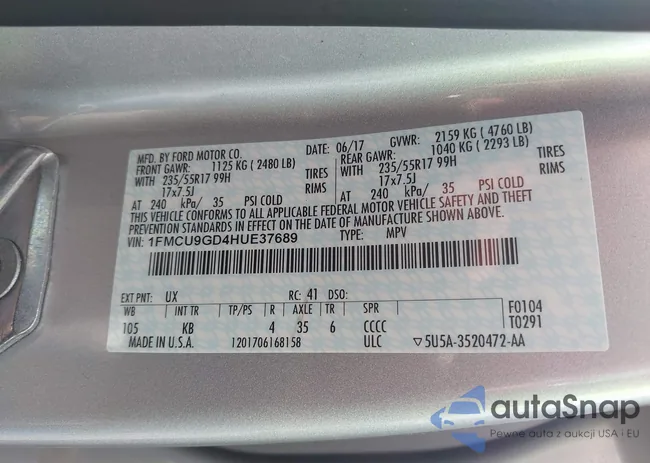 MFD. BY FORD MOTOR CO. DATE: 06/17 GVWR: 2159 KG ( 4760 LB)
FRONT GAWR: 1125 KG ( 2480 LB) REAR GAWR: 1040 KG ( 2293 LB)
WITH 235/55R17 99H TIRES WITH 235/55R17 99H TIRES
17x7.5J RIMS 17x7.5J RIMS
AT 240 kPa/ 35 PSI COLD AT 240 kPa/ 35 PSI COLD
THIS VEHICLE CONFORMS TO ALL APPLICABLE FEDERAL MOTOR VEHICLE SAFETY AND THEFT
PREVENTION STANDARDS IN EFFECT ON THE DATE OF MANUFACTURE SHOWN ABOVE.
VIN: 1FMCU9GD4HUE37689 TYPE: MPV
EXT PNT: UX RC: 41 DSO:
WB INT TR TP/PS R AXLE TR SPR F0104
105 KB 4 35 6 CCCC T0291
MADE IN U.S.A. 1201706168158 ULC ▽5U5A-3520472-AA
autaSnap
Pewne auta z aukcji USA i EU